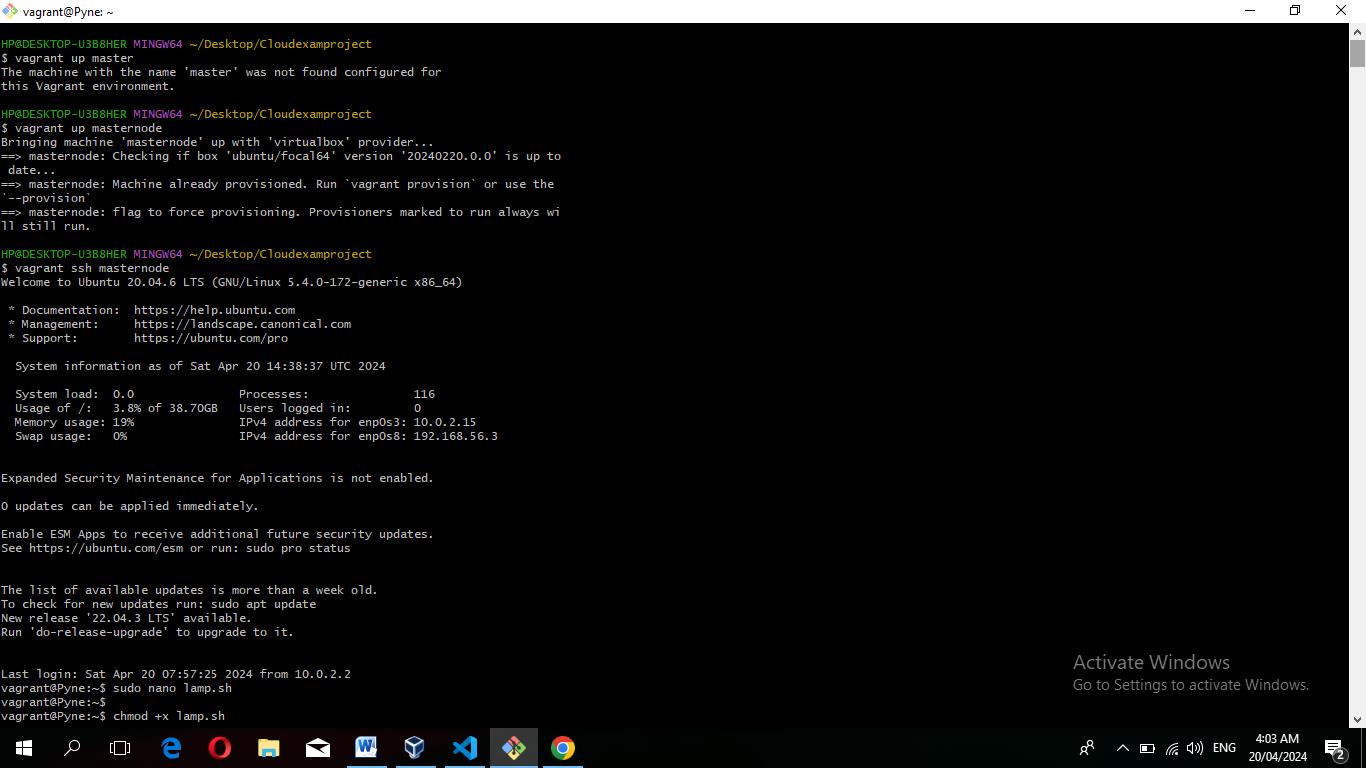 vagrant@Pyne: ~
HP@DESKTOP-U3B8HER MINGW64 ~/Desktop/Cloudexamproject
$ vagrant up master
The machine with the name 'master' was not found configured for
this Vagrant environment.
HP@DESKTOP-U3B8HER MINGW64 ~/Desktop/Cloudexamproject
$ vagrant up masternode
Bringing machine 'masternode' up with 'virtualbox' provider...
==> masternode: Checking if box 'ubuntu/focal64' version '20240220.0.0' is up to
 date...
==> masternode: Machine already provisioned. Run `vagrant provision` or use the
`--provision`
==> masternode: flag to force provisioning. Provisioners marked to run always wi
ll still run.
HP@DESKTOP-U3B8HER MINGW64 ~/Desktop/Cloudexamproject
$ vagrant ssh masternode
Welcome to Ubuntu 20.04.6 LTS (GNU/Linux 5.4.0-172-generic x86_64)
 * Documentation:  https://help.ubuntu.com
 * Management:     https://landscape.canonical.com
 * Support:        https://ubuntu.com/pro
  System information as of Sat Apr 20 14:38:37 UTC 2024
  System load:  0.0               Processes:               116
  Usage of /:   3.8% of 38.70GB   Users logged in:         0
  Memory usage: 19%               IPv4 address for enp0s3: 10.0.2.15
  Swap usage:   0%                IPv4 address for enp0s8: 192.168.56.3
Expanded Security Maintenance for Applications is not enabled.
0 updates can be applied immediately.
Enable ESM Apps to receive additional future security updates.
See https://ubuntu.com/esm or run: sudo pro status
The list of available updates is more than a week old.
To check for new updates run: sudo apt update
New release '22.04.3 LTS' available.
Run 'do-release-upgrade' to upgrade to it.
Last login: Sat Apr 20 07:57:25 2024 from 10.0.2.2
vagrant@Pyne:~$ sudo nano lamp.sh
vagrant@Pyne:~$
vagrant@Pyne:~$ chmod +x lamp.sh
Activate Windows
Go to Settings to activate Windows.
ENG
4:03 AM
20/04/2024
2